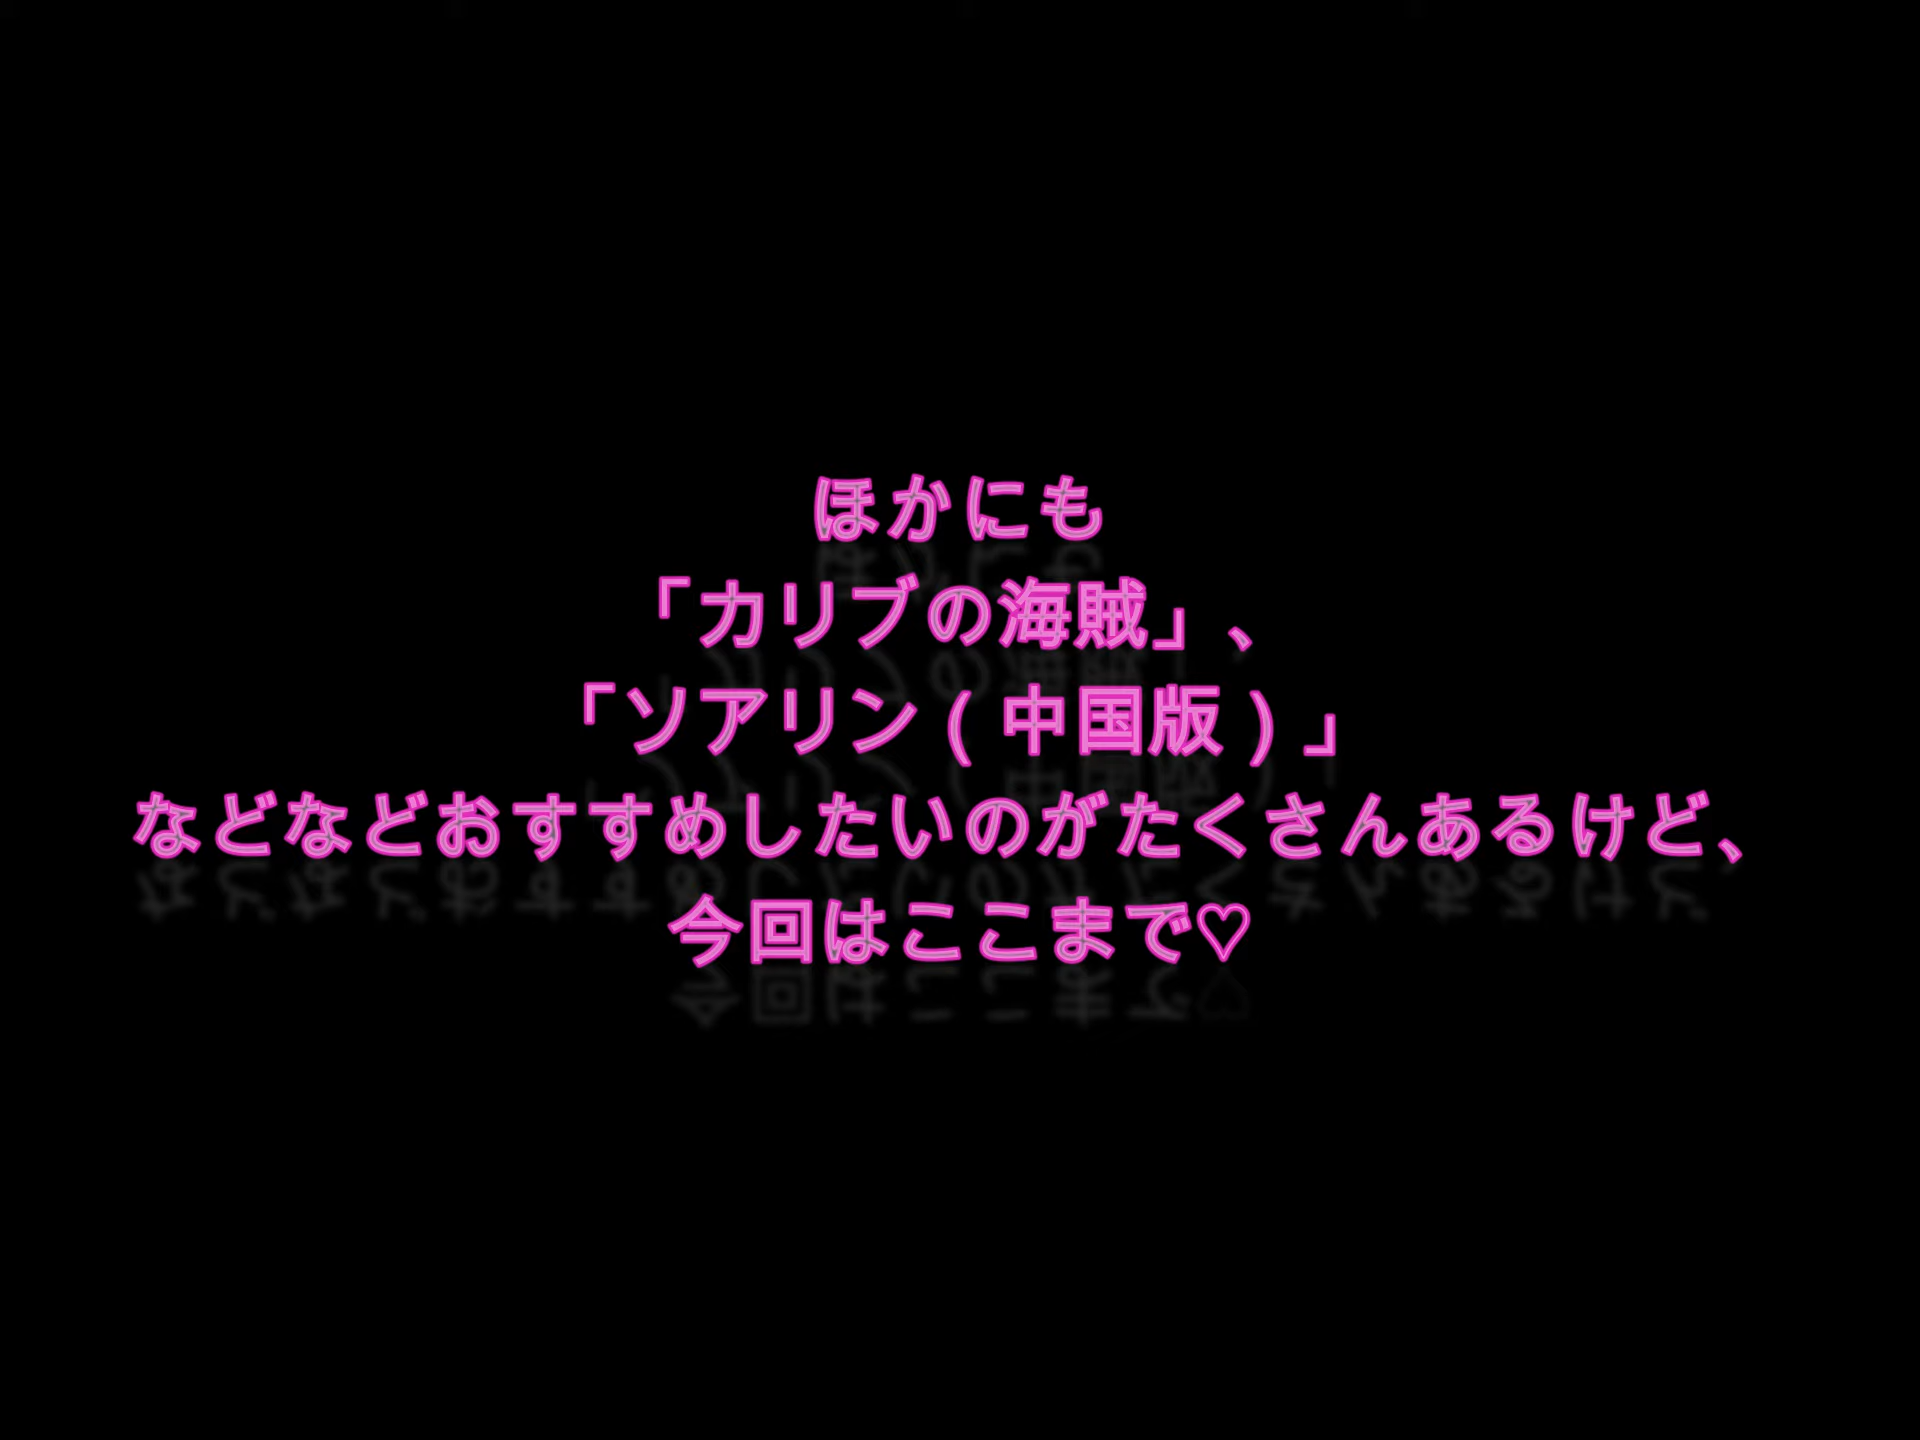 ほかにも
「カリブの海賊」、
「ソアリン(中国版)」
などなどおすすめしたいのがたくさんあるけど、
今回はここまで♡